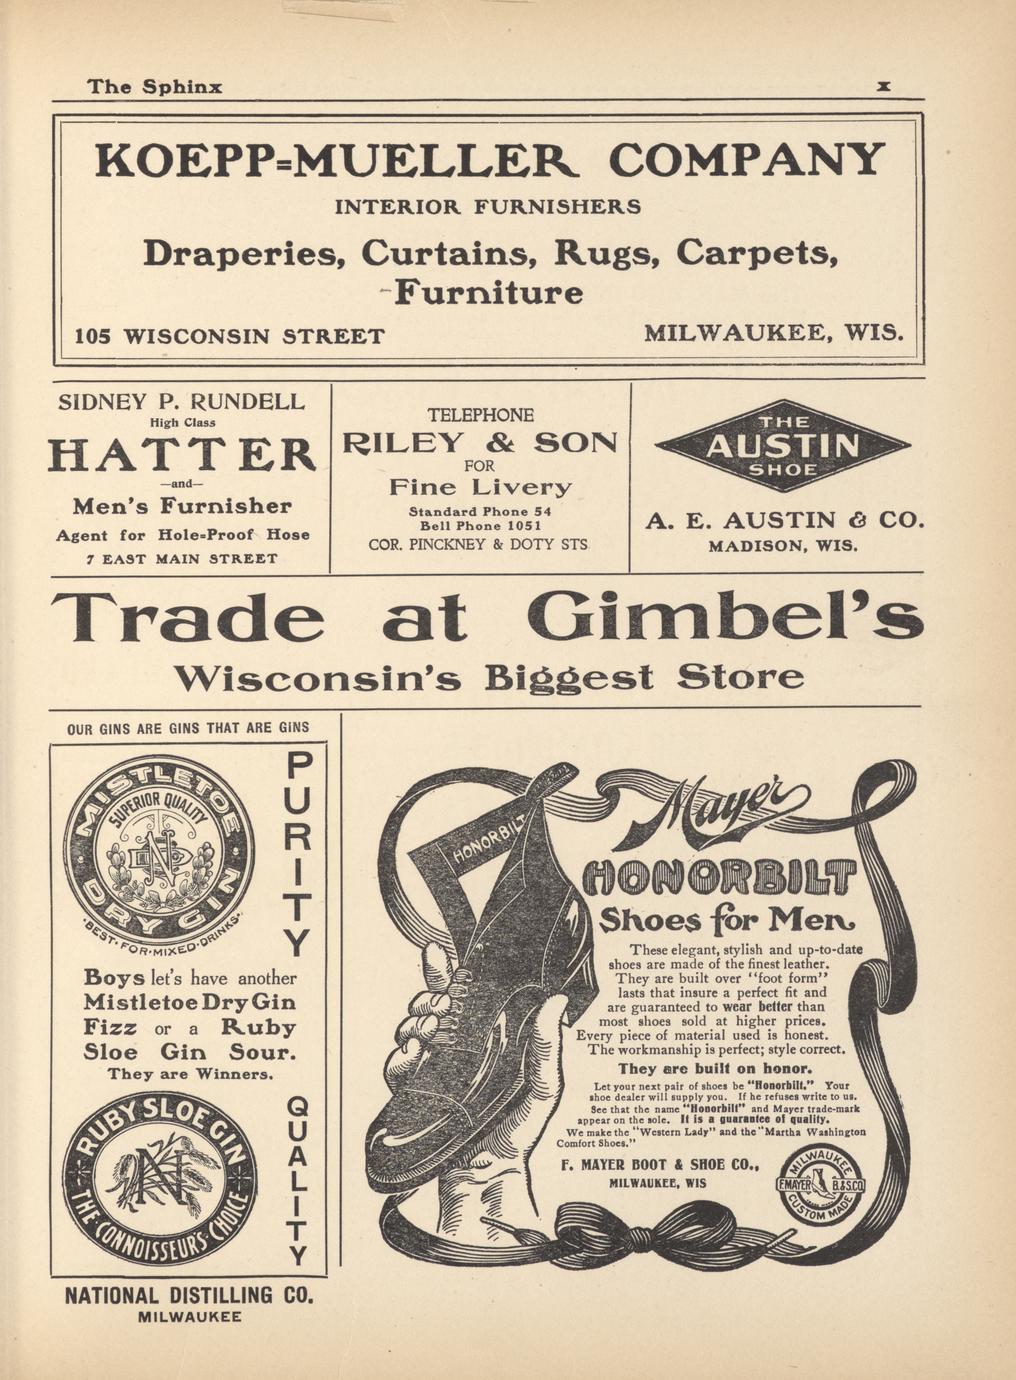 The Sphinx x
KOEPP=MUELLER COMPANY
INTERIOR FURNISHERS
Draperies, Curtains, Rugs, Carpets,
Furniture
105 WISCONSIN STREET MILWAUKEE, WIS.
SIDNEY P. RUNDELL
High Class
HATTER
—and—
Men's Furnisher
Agent for Hole=Proof Hose
7 EAST MAIN STREET
TELEPHONE
RILEY & SON
FOR
Fine Livery
Standard Phone 54
Bell Phone 1051
COR. PINCKNEY & DOTY STS.
THE
AUSTIN
SHOE
A. E. AUSTIN & CO.
MADISON, WIS.
Trade at Gimbel's
Wisconsin's Biggest Store
OUR GINS ARE GINS THAT ARE GINS
MISTLETOE
SUPERIOR QUALITY
N
DRY GIN
·BEST·FOR·MIXED·DRINKS·
PURITY
Boys let's have another
Mistletoe Dry Gin
Fizz or a Ruby
Sloe Gin Sour.
They are Winners.
RUBY SLOE GIN
N
THE CONNOISSEUR'S CHOICE
QUALITY
NATIONAL DISTILLING CO.
MILWAUKEE
HONORBILT
Mayer
HONORBILT
Shoes for Men
These elegant, stylish and up-to-date
shoes are made of the finest leather.
They are built over "foot form"
lasts that insure a perfect fit and
are guaranteed to wear better than
most shoes sold at higher prices.
Every piece of material used is honest.
The workmanship is perfect; style correct.
They are built on honor.
Let your next pair of shoes be "Honorbilt." Your
shoe dealer will supply you. If he refuses write to us.
See that the name "Honorbilt" and Mayer trade-mark
appear on the sole. It is a guarantee of quality.
We make the "Western Lady" and the "Martha Washington
Comfort Shoes."
F. MAYER BOOT & SHOE CO.,
MILWAUKEE, WIS
MILWAUKEE
F. MAYER B.&S.CO.
CUSTOM MADE